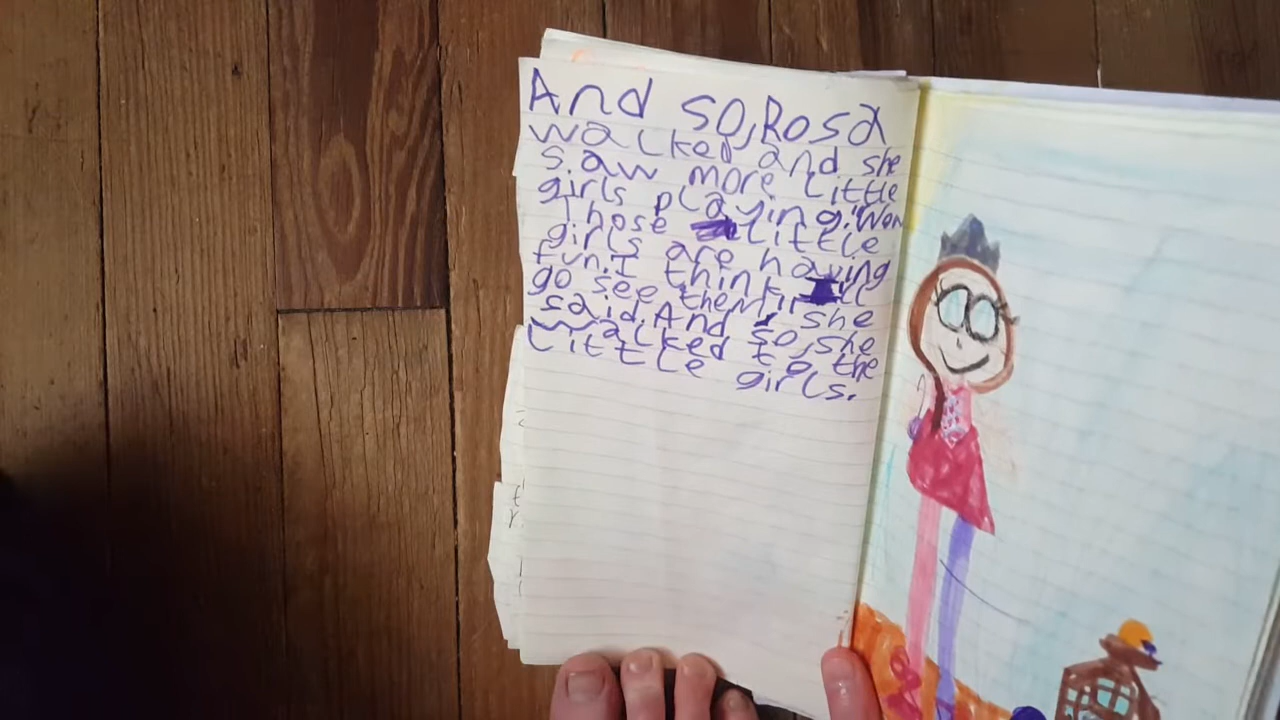 And so, Rosa
walked and she
saw more little
girls playing. "Wow
Those little
girls are having
fun. I think I'll
go see them!" she
said. And so, she
walked to the
little girls.